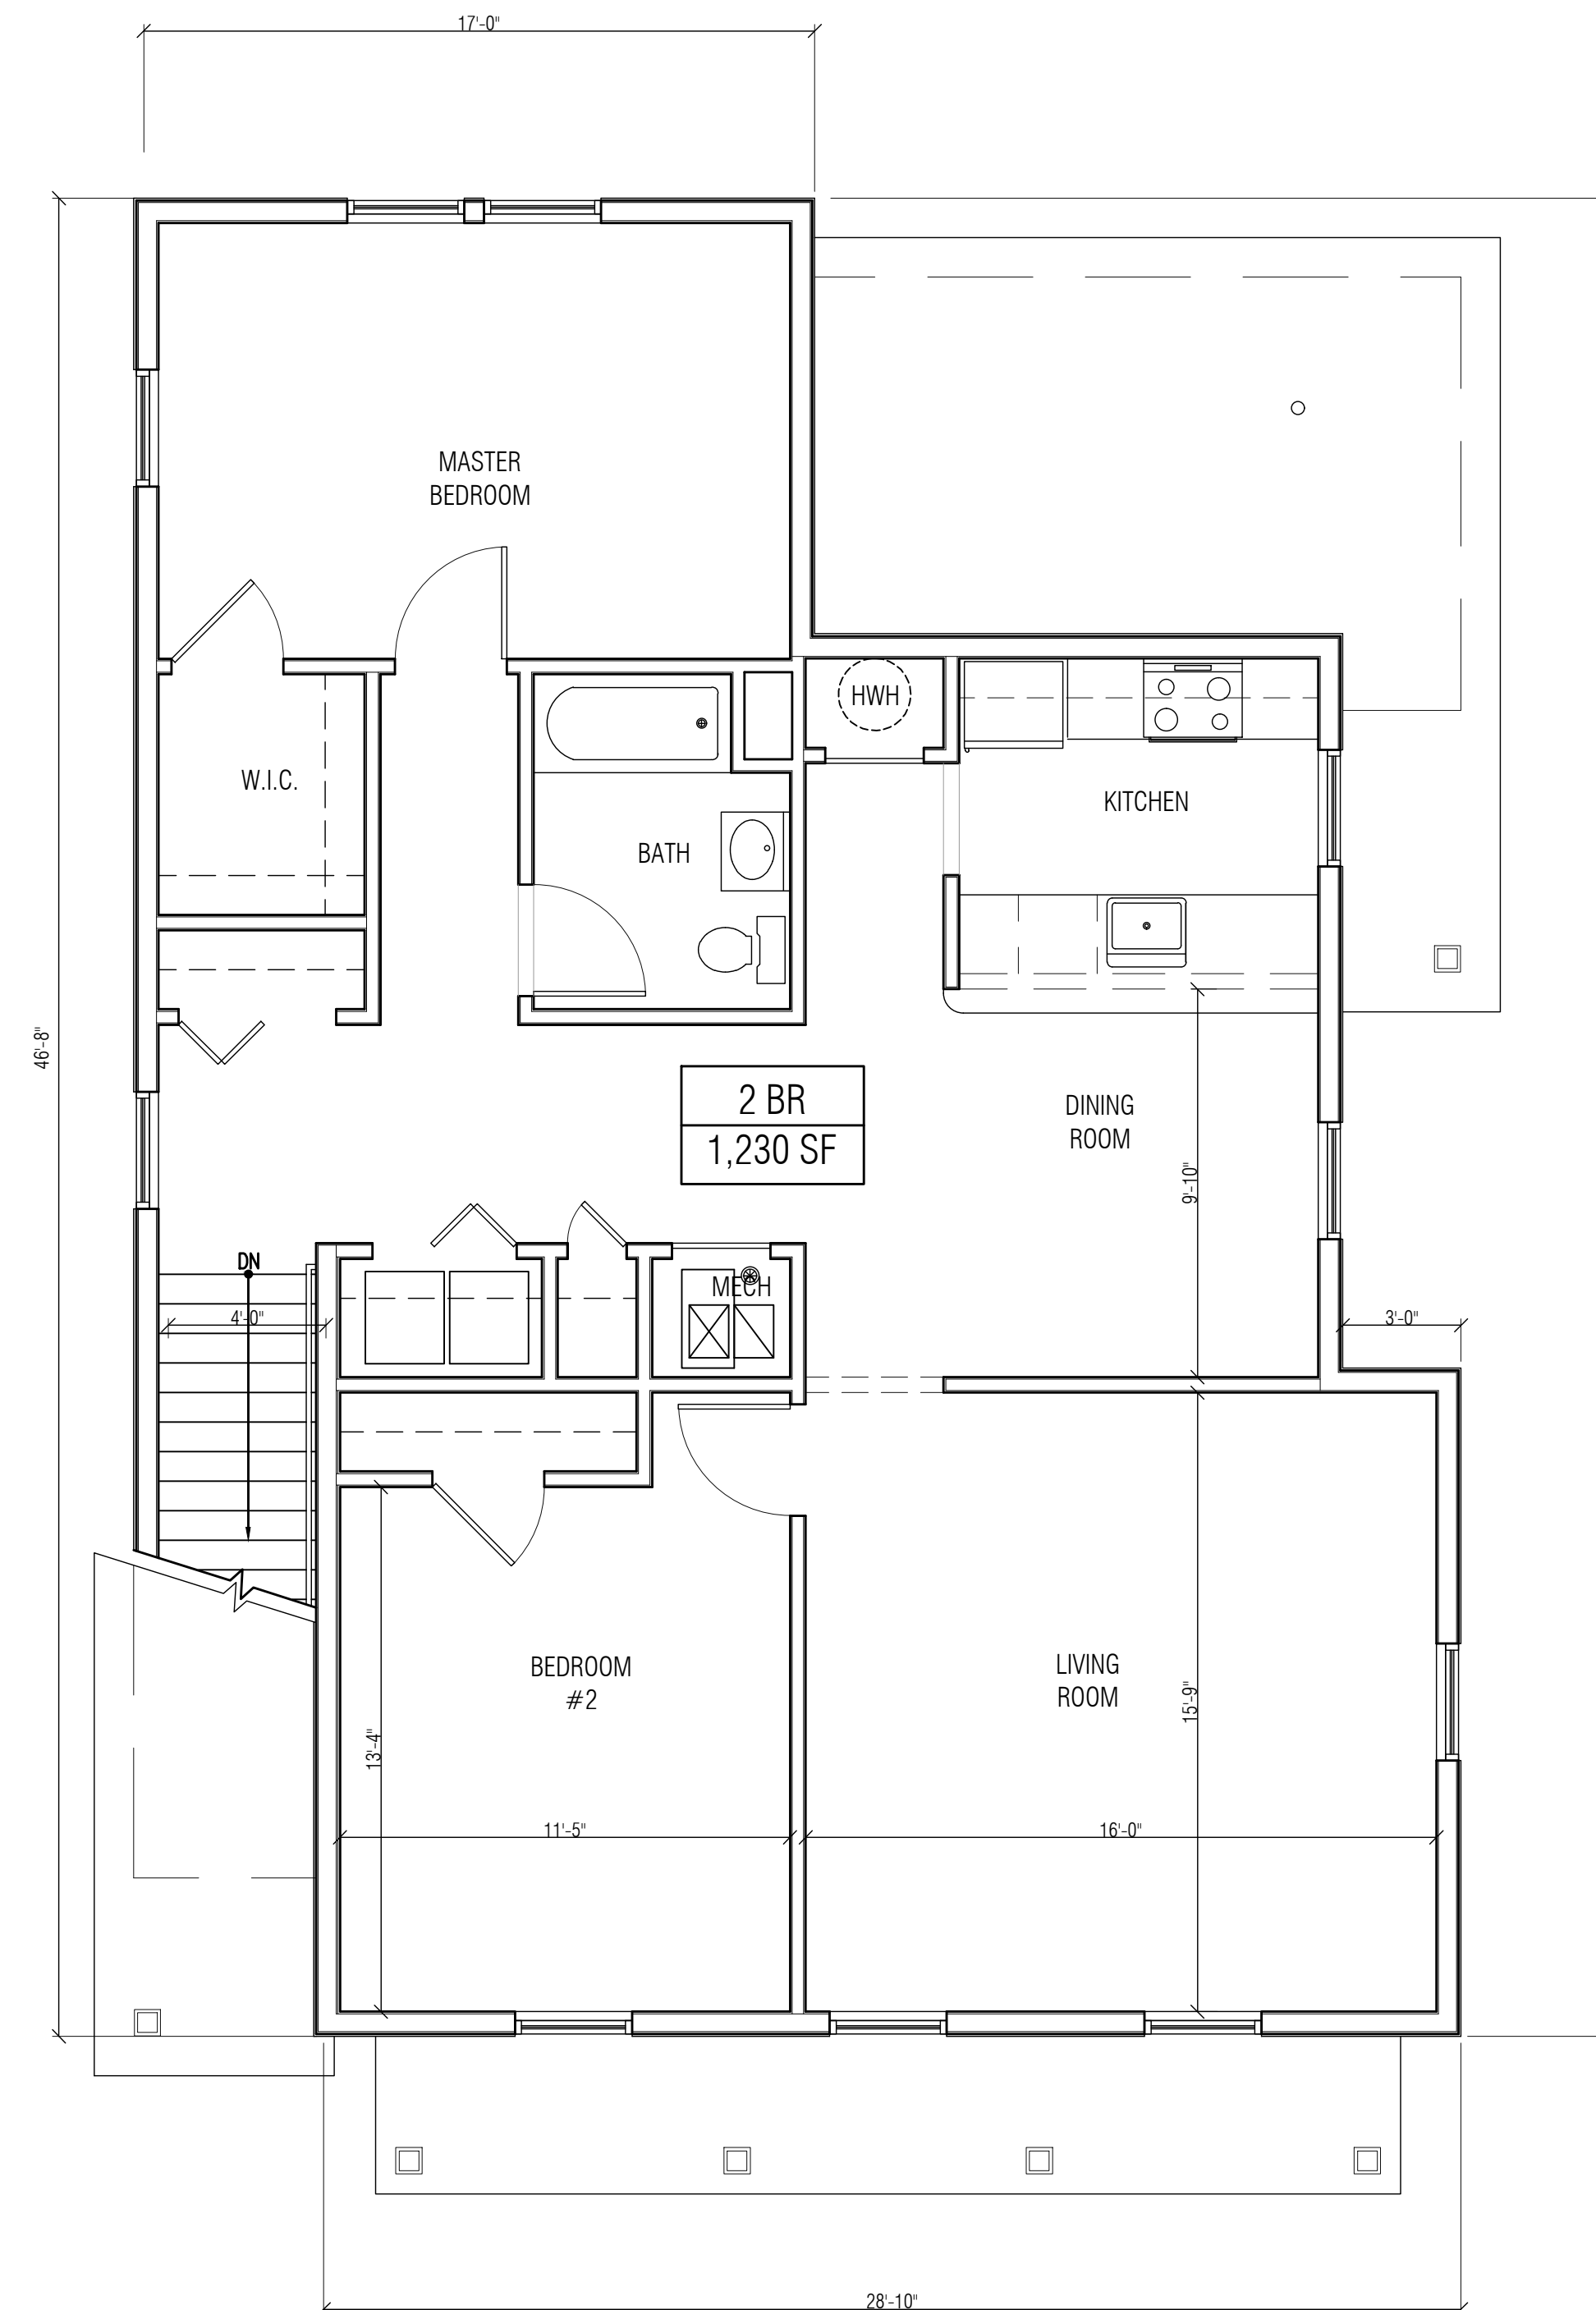 17'-0"
MASTER
BEDROOM
HWH
W.I.C.
KITCHEN
BATH
46'-8"
2 BR
1,230 SF
DINING
ROOM
9'-10"
DN
MECH
4'-0"
3'-0"
BEDROOM
#2
LIVING
ROOM
15'-9"
13'-4"
11'-5"
16'-0"
28'-10"